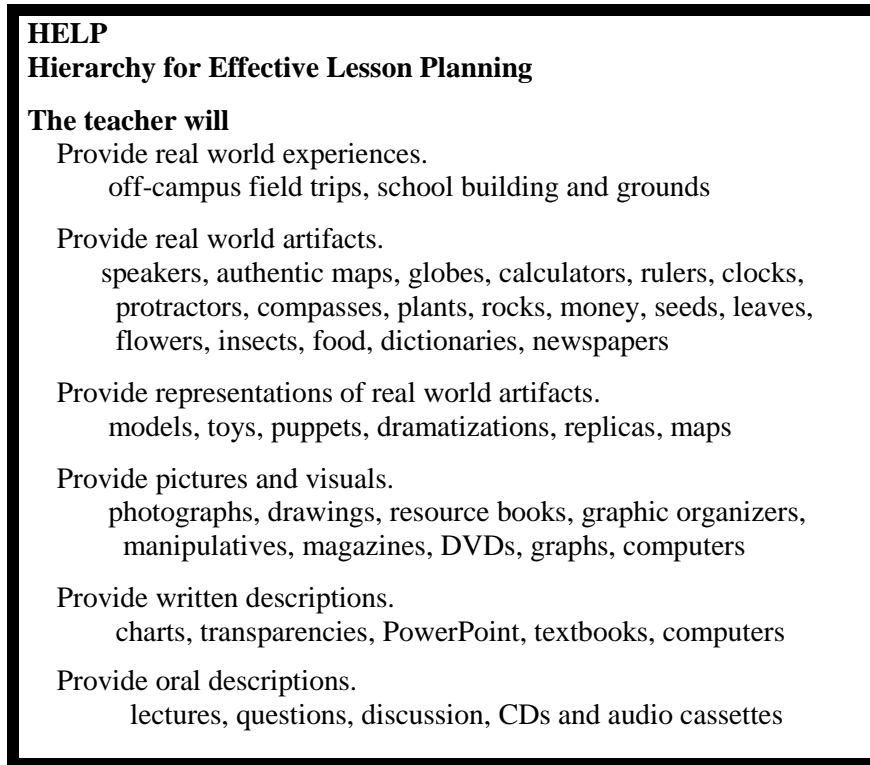 HELP
Hierarchy for Effective Lesson Planning
The teacher will
Provide real world experiences.
off-campus field trips, school building and grounds
Provide real world artifacts.
speakers, authentic maps, globes, calculators, rulers, clocks,
protractors, compasses, plants, rocks, money, seeds, leaves,
flowers, insects, food, dictionaries, newspapers
Provide representations of real world artifacts.
models, toys, puppets, dramatizations, replicas, maps
Provide pictures and visuals.
photographs, drawings, resource books, graphic organizers,
manipulatives, magazines, DVDs, graphs, computers
Provide written descriptions.
charts, transparencies, PowerPoint, textbooks, computers
Provide oral descriptions.
lectures, questions, discussion, CDs and audio cassettes